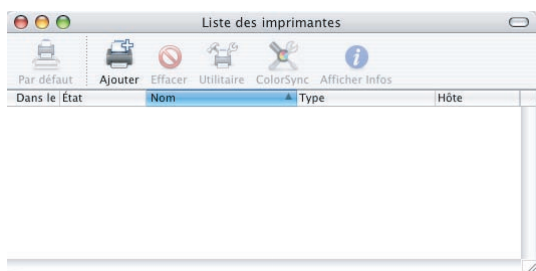 Liste des imprimantes
Par défaut Ajouter Effacer Utilitaire ColorSync Afficher Infos
Dans le État Nom Type Hôte